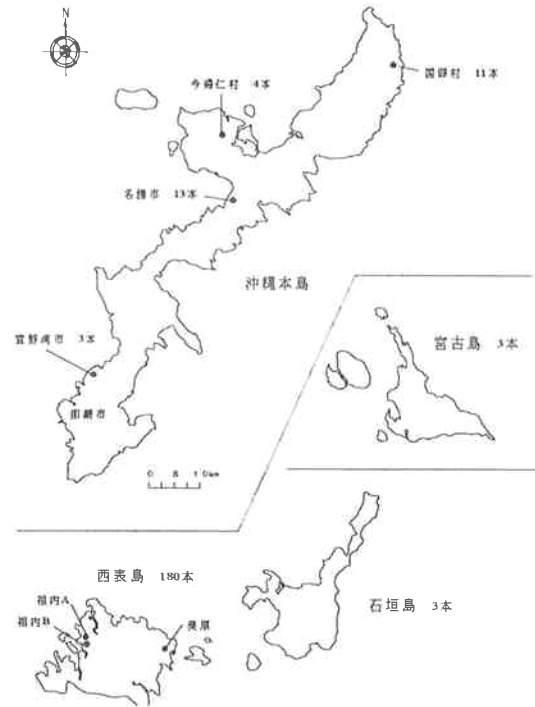 N
今帰仁村 4本
国頭村 11本
名護市 13本
沖縄本島
宜野湾市 3本
那覇市
0 5 10km
宮古島 3本
西表島 180本
石垣島 3本
祖内A
祖内B